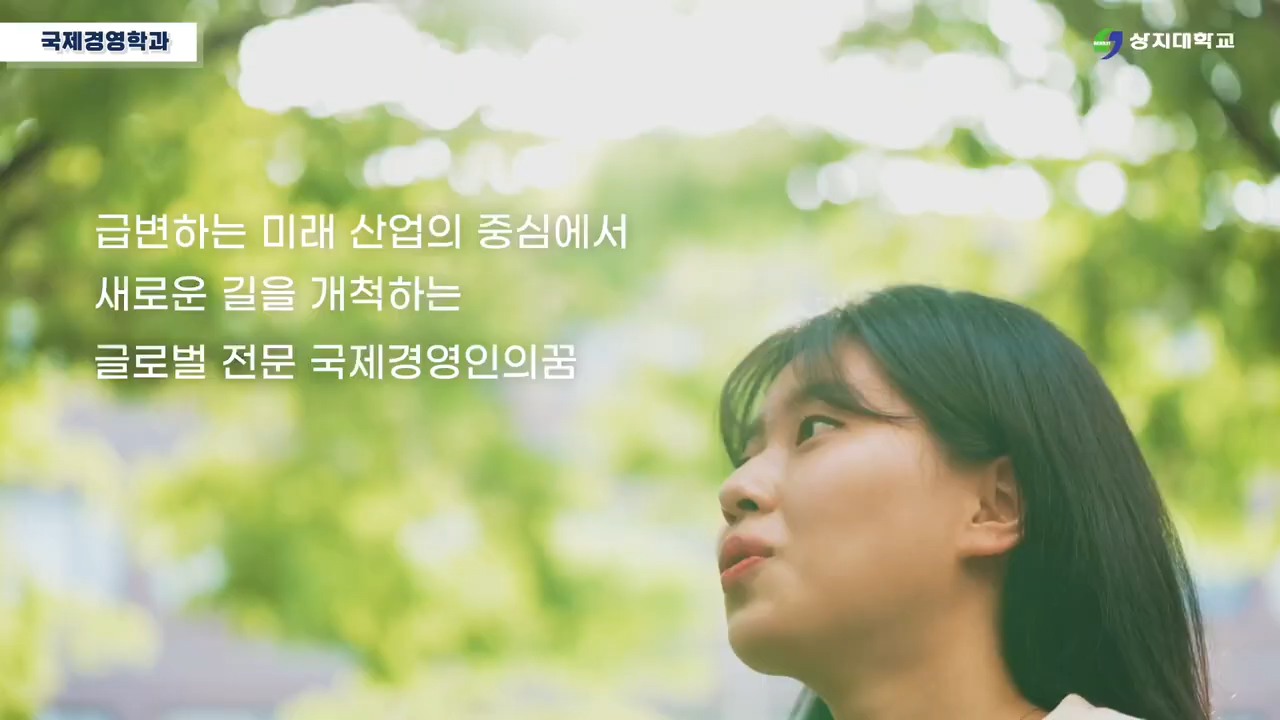 국제경영학과
상지대학교
급변하는 미래 산업의 중심에서
새로운 길을 개척하는
글로벌 전문 국제경영인의꿈